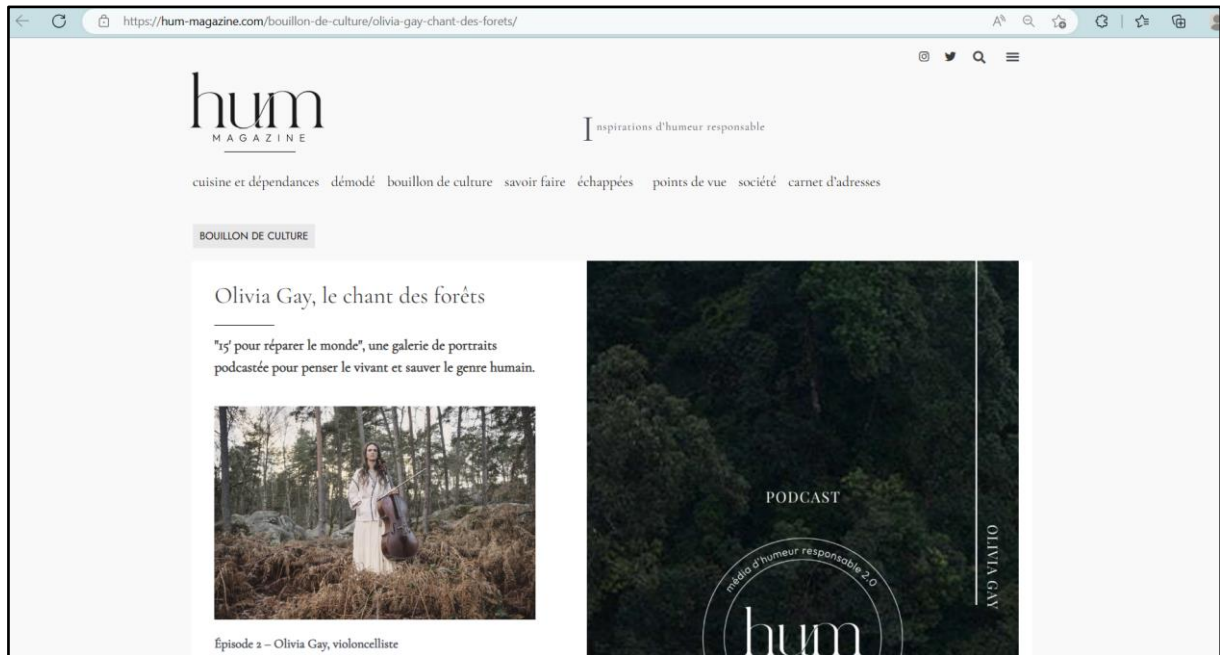 https://hum-magazine.com/bouillon-de-culture/olivia-gay-chant-des-forets/
hum
MAGAZINE
Inspirations d'humeur responsable
cuisine et dépendances démodé bouillon de culture savoir faire échappées points de vue société carnet d'adresses
BOUILLON DE CULTURE
Olivia Gay, le chant des forêts
"15' pour réparer le monde", une galerie de portraits
podcastée pour penser le vivant et sauver le genre humain.
Épisode 2 – Olivia Gay, violoncelliste
PODCAST
média d'humeur responsable 2.0
hum
OLIVIA GAY